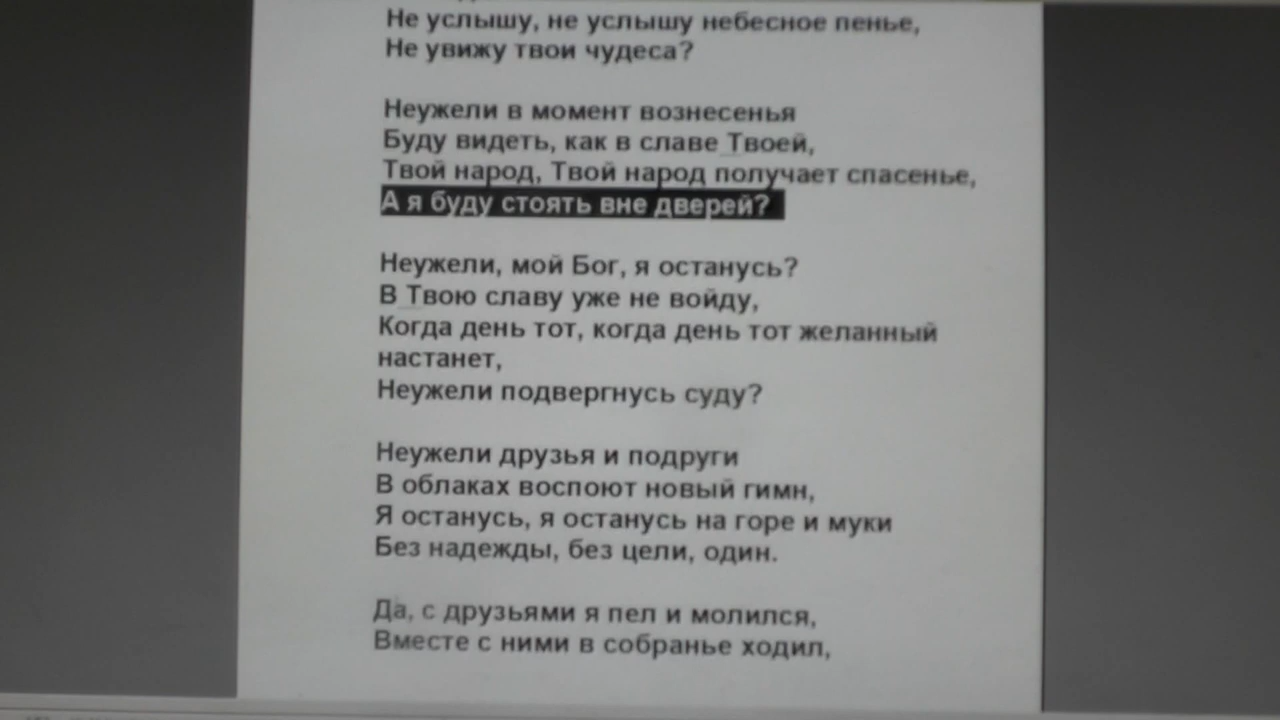 Не услышу, не услышу небесное пенье,
Не увижу твои чудеса?
Неужели в момент вознесенья
Буду видеть, как в славе Твоей,
Твой народ, Твой народ получает спасенье,
А я буду стоять вне дверей?
Неужели, мой Бог, я останусь?
В Твою славу уже не войду,
Когда день тот, когда день тот желанный
настанет,
Неужели подвергнусь суду?
Неужели друзья и подруги
В облаках воспоют новый гимн,
Я останусь, я останусь на горе и муки
Без надежды, без цели, один.
Да, с друзьями я пел и молился,
Вместе с ними в собранье ходил,